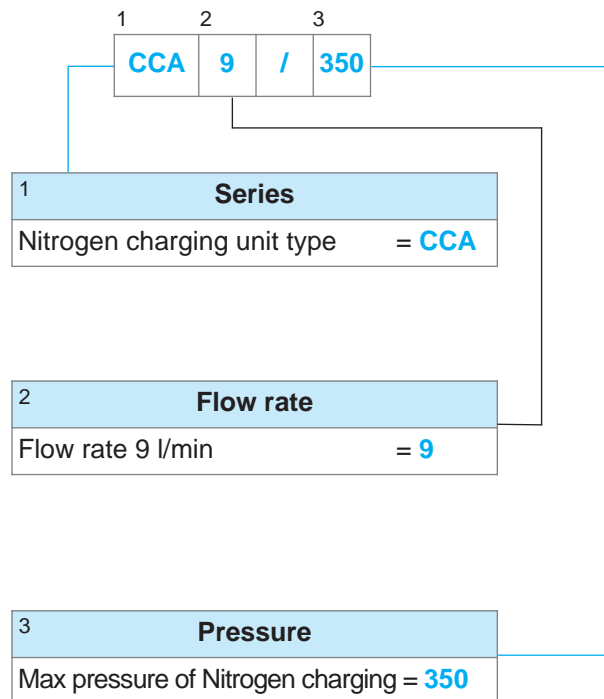 1 2 3
CCA 9 / 350
1 Series
Nitrogen charging unit type = CCA
2 Flow rate
Flow rate 9 l/min = 9
3 Pressure
Max pressure of Nitrogen charging = 350